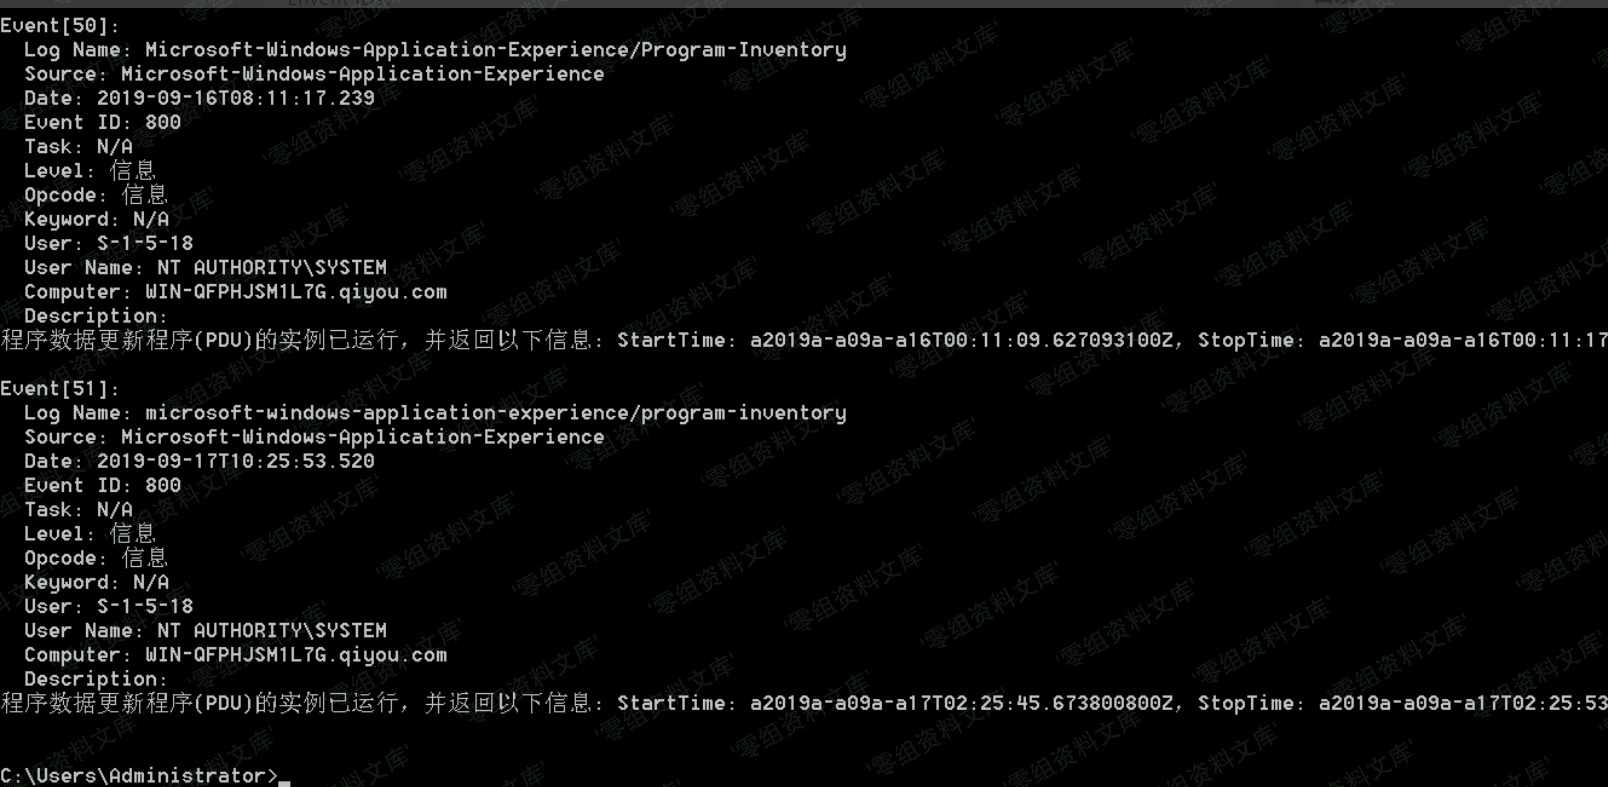 Event[50]:
Log Name: Microsoft-Windows-Application-Experience/Program-Inventory
Source: Microsoft-Windows-Application-Experience
Date: 2019-09-16T08:11:17.239
Event ID: 800
Task: N/A
Level: 信息
Opcode: 信息
Keyword: N/A
User: S-1-5-18
User Name: NT AUTHORITY\SYSTEM
Computer: WIN-QFPHJSM1L7G.qiyou.com
Description:
程序数据更新程序(PDU)的实例已运行，并返回以下信息: StartTime: a2019a-a09a-a16T00:11:09.627093100Z, StopTime: a2019a-a09a-a16T00:11:17
Event[51]:
Log Name: microsoft-windows-application-experience/program-inventory
Source: Microsoft-Windows-Application-Experience
Date: 2019-09-17T10:25:53.520
Event ID: 800
Task: N/A
Level: 信息
Opcode: 信息
Keyword: N/A
User: S-1-5-18
User Name: NT AUTHORITY\SYSTEM
Computer: WIN-QFPHJSM1L7G.qiyou.com
Description:
程序数据更新程序(PDU)的实例已运行，并返回以下信息: StartTime: a2019a-a09a-a17T02:25:45.673800800Z, StopTime: a2019a-a09a-a17T02:25:53
C:\Users\Administrator>_
'零组资料文库'